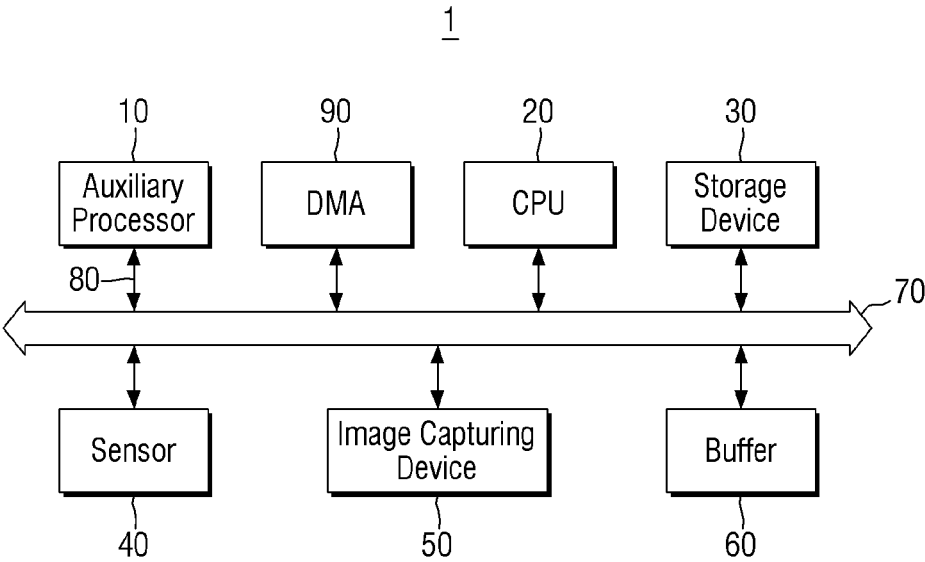 1
10
90
20
30
Auxiliary
Processor
DMA
CPU
Storage
Device
80
70
Sensor
Image Capturing
Device
Buffer
40
50
60